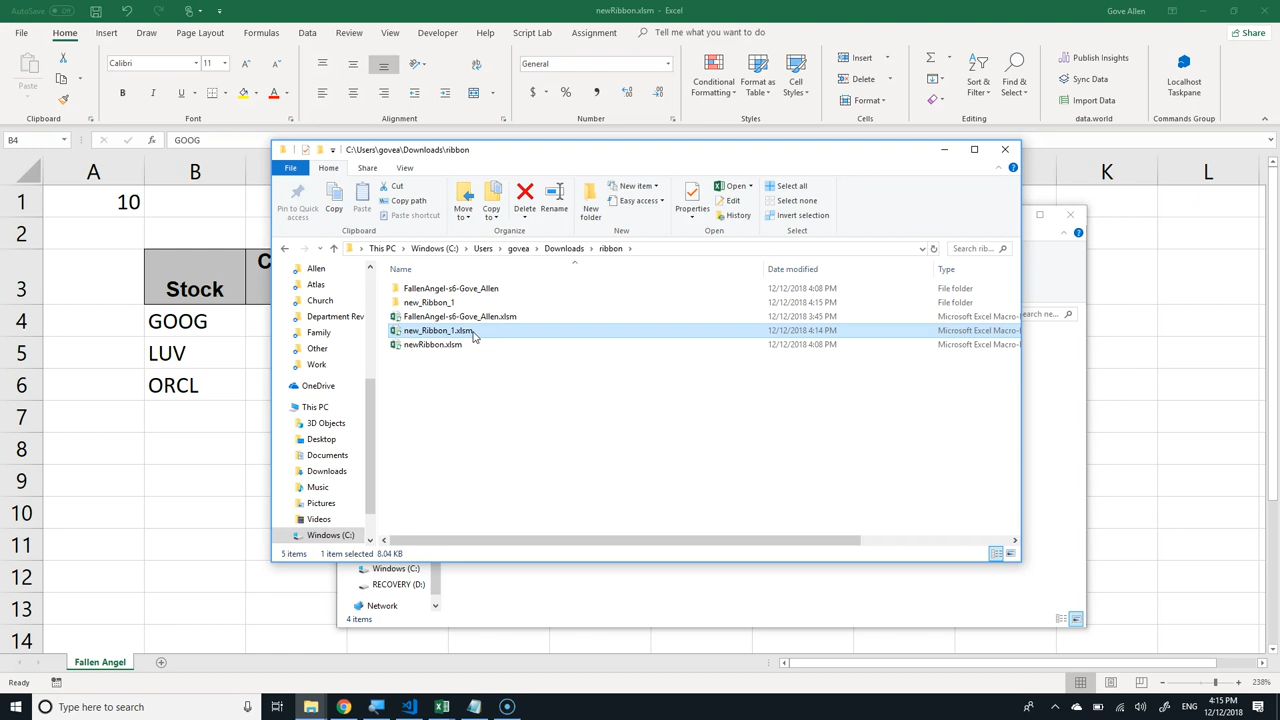 AutoSave Off newRibbon.xlsm - Excel Gove Allen
File Home Insert Draw Page Layout Formulas Data Review View Developer Help Script Lab Assignment Tell me what you want to do Share
Calibri 11 General Insert Publish Insights
Paste Conditional Formatting Format as Table Cell Styles Delete Sort & Filter Find & Select Sync Data Localhost Taskpane
B I U $ % , Format Import Data
Clipboard Font Alignment Number Styles Cells Editing data.world Commands Group
B4 GOOG
A B K L
1 10
2
3 Stock C
4 GOOG
5 LUV
6 ORCL
7
8
9
10
11
12
13
14
C:\Users\govea\Downloads\ribbon
File Home Share View
Pin to Quick access Copy Paste Cut Copy path Paste shortcut Move to Copy to Delete Rename New folder New item Easy access Properties Open Edit History Select all Select none Invert selection
Clipboard Organize New Open Select
This PC Windows (C:) Users govea Downloads ribbon Search rib...
Name Date modified Type
FallenAngel-s6-Gove_Allen 12/12/2018 4:08 PM File folder
new_Ribbon_1 12/12/2018 4:15 PM File folder
FallenAngel-s6-Gove_Allen.xlsm 12/12/2018 3:45 PM Microsoft Excel Macro-
new_Ribbon_1.xlsm 12/12/2018 4:14 PM Microsoft Excel Macro-
newRibbon.xlsm 12/12/2018 4:08 PM Microsoft Excel Macro-
Allen
Atlas
Church
Department Rev
Family
Other
Work
OneDrive
This PC
3D Objects
Desktop
Documents
Downloads
Music
Pictures
Videos
Windows (C:)
5 items 1 item selected 8.04 KB
Search ne...
Windows (C:)
RECOVERY (D:)
Network
4 items
Fallen Angel
Ready 238%
Type here to search 4:15 PM
12/12/2018